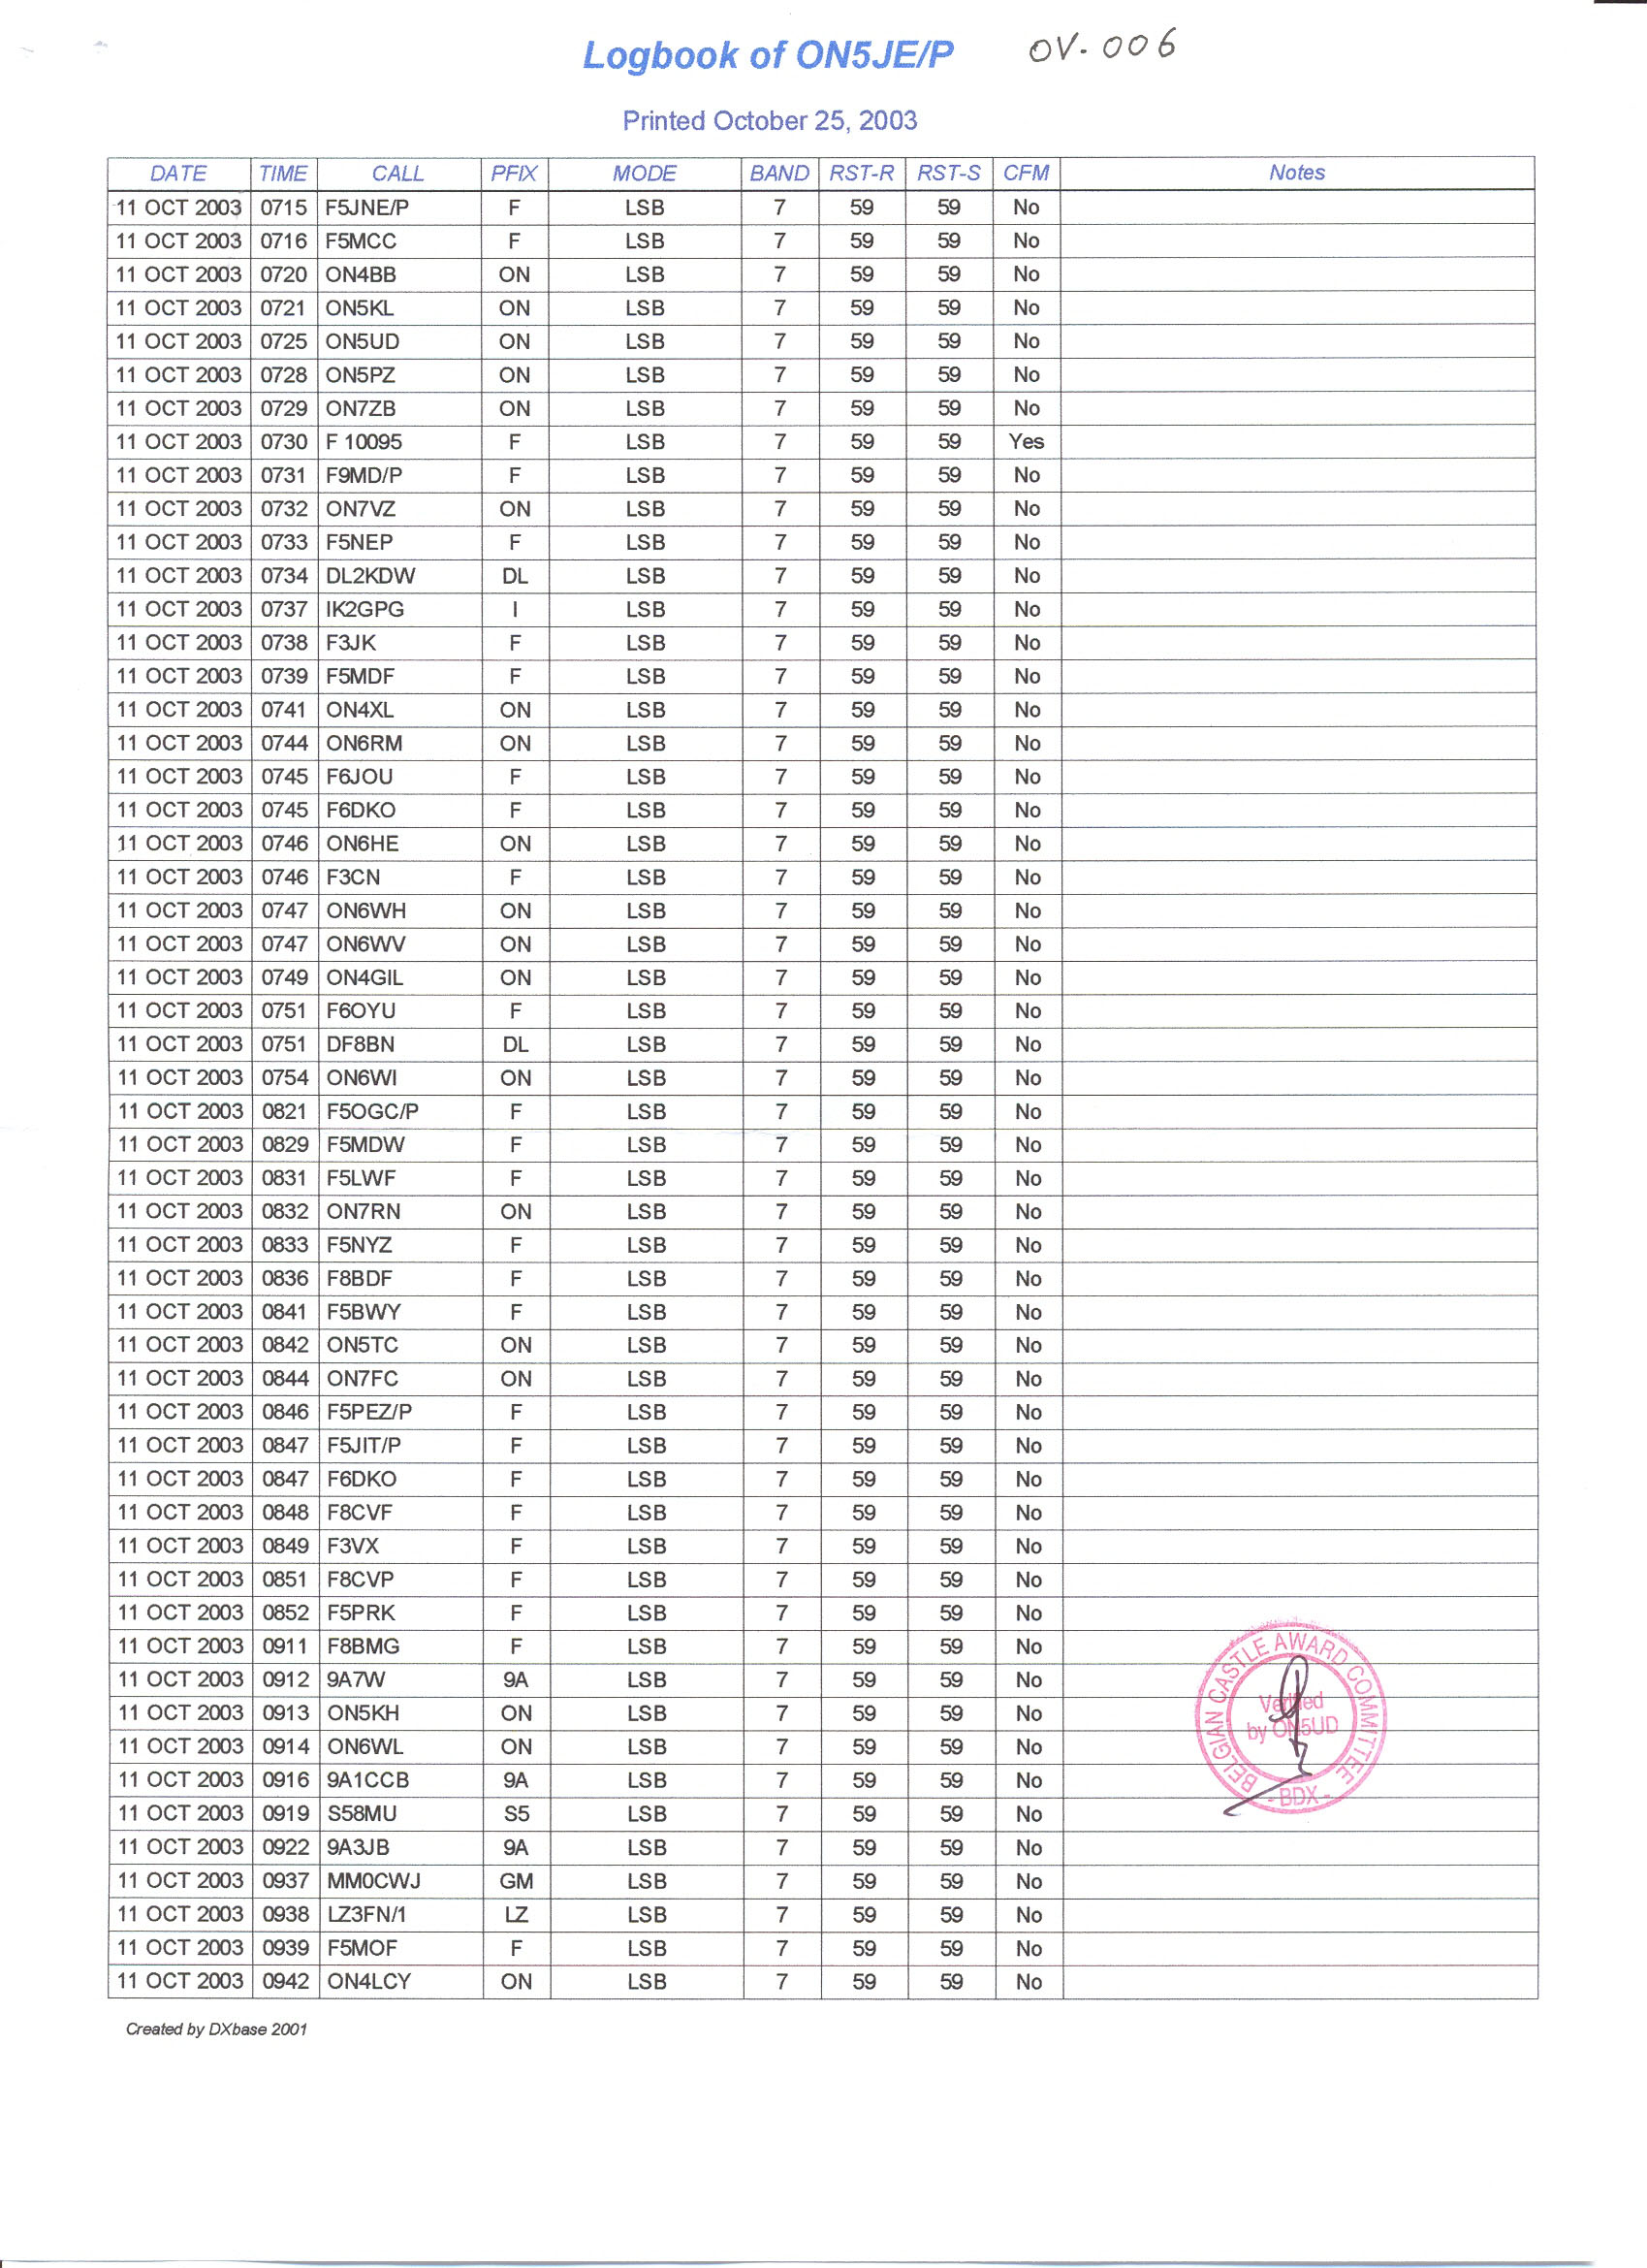 Logbook of ON5JE/P OV-006
Printed October 25, 2003
DATE TIME CALL PFIX MODE BAND RST-R RST-S CFM Notes
11 OCT 2003 0715 F5JNE/P F LSB 7 59 59 No
11 OCT 2003 0716 F5MCC F LSB 7 59 59 No
11 OCT 2003 0720 ON4BB ON LSB 7 59 59 No
11 OCT 2003 0721 ON5KL ON LSB 7 59 59 No
11 OCT 2003 0725 ON5UD ON LSB 7 59 59 No
11 OCT 2003 0728 ON5PZ ON LSB 7 59 59 No
11 OCT 2003 0729 ON7ZB ON LSB 7 59 59 No
11 OCT 2003 0730 F 10095 F LSB 7 59 59 Yes
11 OCT 2003 0731 F9MD/P F LSB 7 59 59 No
11 OCT 2003 0732 ON7VZ ON LSB 7 59 59 No
11 OCT 2003 0733 F5NEP F LSB 7 59 59 No
11 OCT 2003 0734 DL2KDW DL LSB 7 59 59 No
11 OCT 2003 0737 IK2GPG I LSB 7 59 59 No
11 OCT 2003 0738 F3JK F LSB 7 59 59 No
11 OCT 2003 0739 F5MDF F LSB 7 59 59 No
11 OCT 2003 0741 ON4XL ON LSB 7 59 59 No
11 OCT 2003 0744 ON6RM ON LSB 7 59 59 No
11 OCT 2003 0745 F6JOU F LSB 7 59 59 No
11 OCT 2003 0745 F6DKO F LSB 7 59 59 No
11 OCT 2003 0746 ON6HE ON LSB 7 59 59 No
11 OCT 2003 0746 F3CN F LSB 7 59 59 No
11 OCT 2003 0747 ON6WH ON LSB 7 59 59 No
11 OCT 2003 0747 ON6WV ON LSB 7 59 59 No
11 OCT 2003 0749 ON4GIL ON LSB 7 59 59 No
11 OCT 2003 0751 F6OYU F LSB 7 59 59 No
11 OCT 2003 0751 DF8BN DL LSB 7 59 59 No
11 OCT 2003 0754 ON6WI ON LSB 7 59 59 No
11 OCT 2003 0821 F5OGC/P F LSB 7 59 59 No
11 OCT 2003 0829 F5MDW F LSB 7 59 59 No
11 OCT 2003 0831 F5LWF F LSB 7 59 59 No
11 OCT 2003 0832 ON7RN ON LSB 7 59 59 No
11 OCT 2003 0833 F5NYZ F LSB 7 59 59 No
11 OCT 2003 0836 F8BDF F LSB 7 59 59 No
11 OCT 2003 0841 F5BWY F LSB 7 59 59 No
11 OCT 2003 0842 ON5TC ON LSB 7 59 59 No
11 OCT 2003 0844 ON7FC ON LSB 7 59 59 No
11 OCT 2003 0846 F5PEZ/P F LSB 7 59 59 No
11 OCT 2003 0847 F5JIT/P F LSB 7 59 59 No
11 OCT 2003 0847 F6DKO F LSB 7 59 59 No
11 OCT 2003 0848 F8CVF F LSB 7 59 59 No
11 OCT 2003 0849 F3VX F LSB 7 59 59 No
11 OCT 2003 0851 F8CVP F LSB 7 59 59 No
11 OCT 2003 0852 F5PRK F LSB 7 59 59 No
11 OCT 2003 0911 F8BMG F LSB 7 59 59 No
11 OCT 2003 0912 9A7W 9A LSB 7 59 59 No
11 OCT 2003 0913 ON5KH ON LSB 7 59 59 No
11 OCT 2003 0914 ON6WL ON LSB 7 59 59 No
11 OCT 2003 0916 9A1CCB 9A LSB 7 59 59 No
11 OCT 2003 0919 S58MU S5 LSB 7 59 59 No
11 OCT 2003 0922 9A3JB 9A LSB 7 59 59 No
11 OCT 2003 0937 MM0CWJ GM LSB 7 59 59 No
11 OCT 2003 0938 LZ3FN/1 LZ LSB 7 59 59 No
11 OCT 2003 0939 F5MOF F LSB 7 59 59 No
11 OCT 2003 0942 ON4LCY ON LSB 7 59 59 No
BELGIAN CASTLE AWARD COMMITTEE
Verified
by ON5UD
- BDX -
Created by DXbase 2001